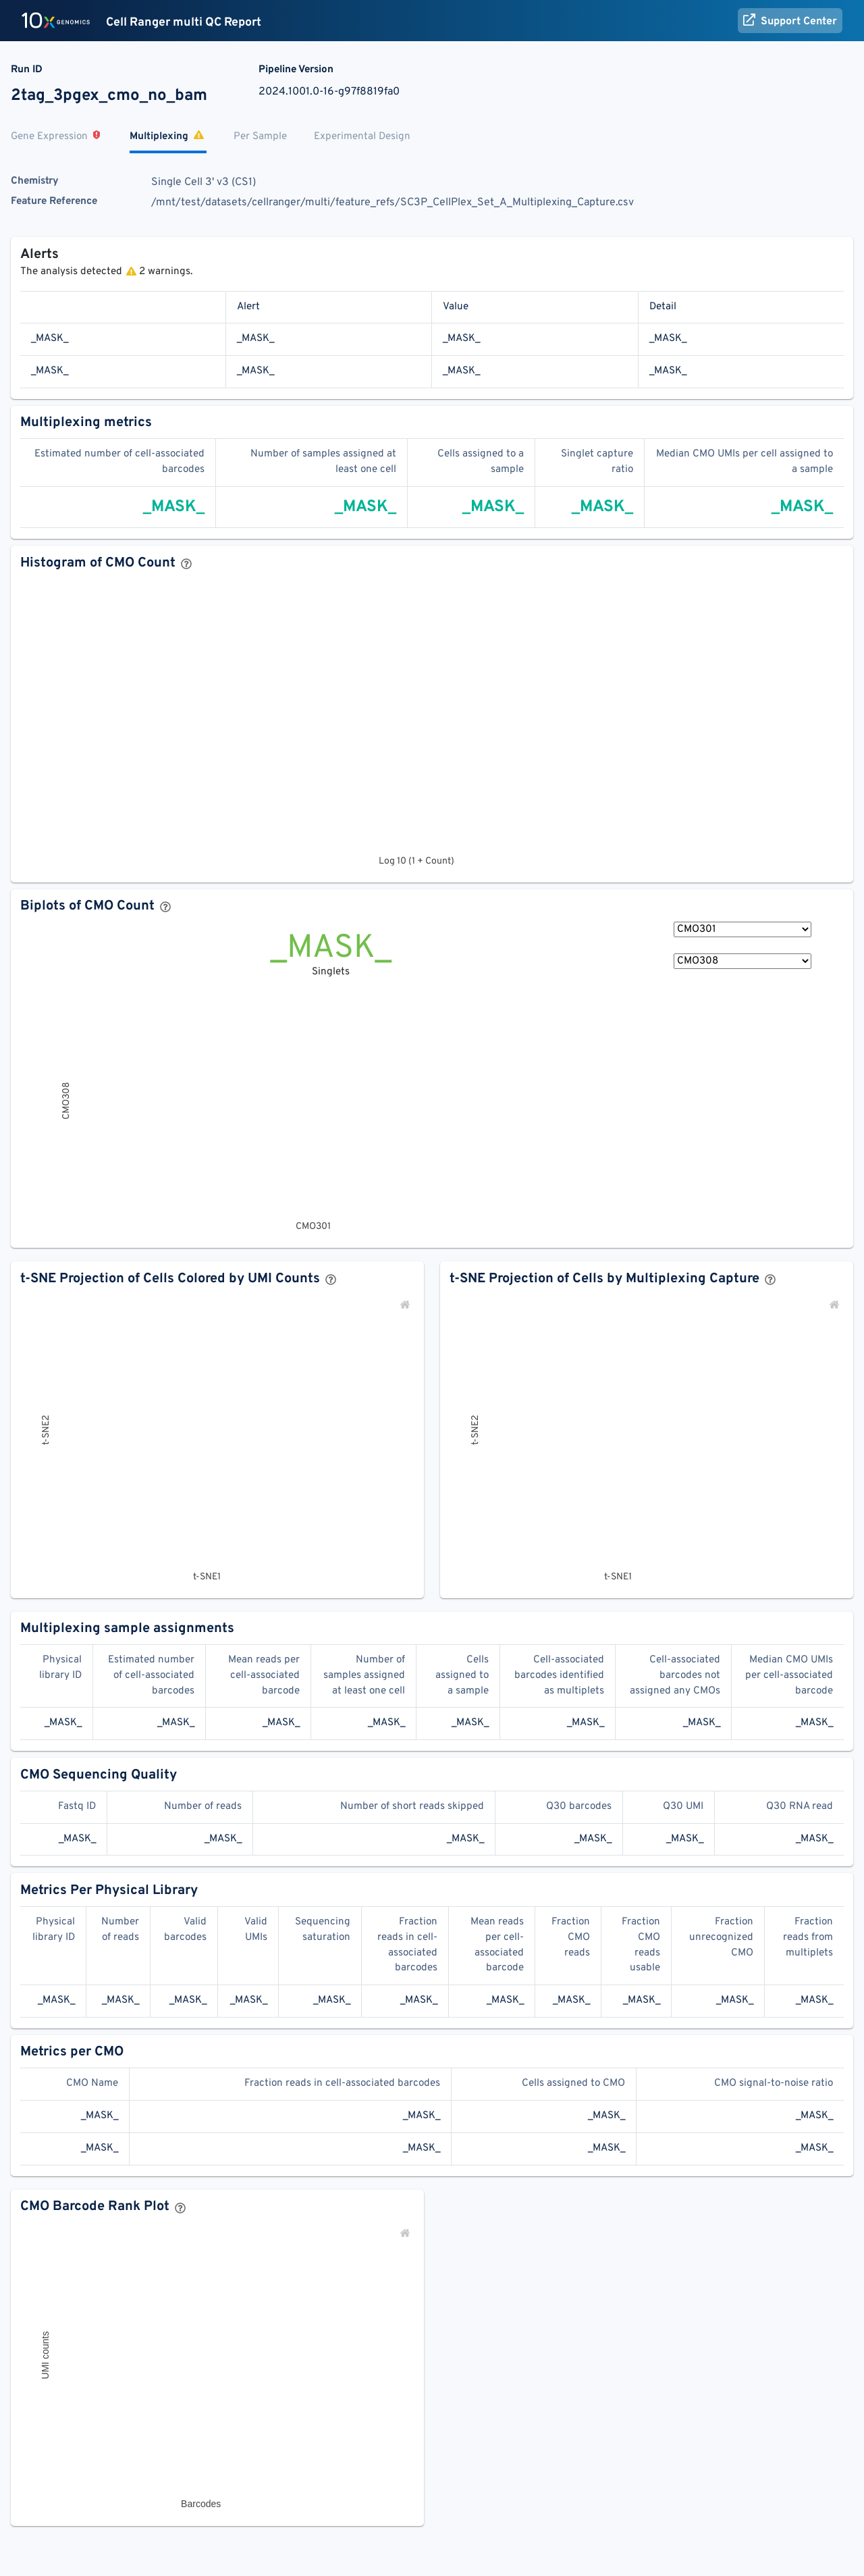 10x GENOMICS Cell Ranger multi QC Report Support Center
Run ID Pipeline Version
2tag_3pgex_cmo_no_bam 2024.1001.0-16-g97f8819fa0
Gene Expression Multiplexing Per Sample Experimental Design
Chemistry Single Cell 3' v3 (CS1)
Feature Reference /mnt/test/datasets/cellranger/multi/feature_refs/SC3P_CellPlex_Set_A_Multiplexing_Capture.csv
Alerts
The analysis detected 2 warnings.
Alert Value Detail
_MASK_ _MASK_ _MASK_ _MASK_
_MASK_ _MASK_ _MASK_ _MASK_
Multiplexing metrics
Estimated number of cell-associated Number of samples assigned at Cells assigned to a Singlet capture Median CMO UMIs per cell assigned to
barcodes least one cell sample ratio a sample
_MASK_ _MASK_ _MASK_ _MASK_ _MASK_
Histogram of CMO Count
Log 10 (1 + Count)
Biplots of CMO Count
CMO301
_MASK_
CMO308
Singlets
CMO308
CMO301
t-SNE Projection of Cells Colored by UMI Counts t-SNE Projection of Cells by Multiplexing Capture
t-SNE2 t-SNE2
t-SNE1 t-SNE1
Multiplexing sample assignments
Physical Estimated number Mean reads per Number of Cells Cell-associated Cell-associated Median CMO UMIs
library ID of cell-associated cell-associated samples assigned assigned to barcodes identified barcodes not per cell-associated
barcodes barcode at least one cell a sample as multiplets assigned any CMOs barcode
_MASK_ _MASK_ _MASK_ _MASK_ _MASK_ _MASK_ _MASK_ _MASK_
CMO Sequencing Quality
Fastq ID Number of reads Number of short reads skipped Q30 barcodes Q30 UMI Q30 RNA read
_MASK_ _MASK_ _MASK_ _MASK_ _MASK_ _MASK_
Metrics Per Physical Library
Physical Number Valid Valid Sequencing Fraction Mean reads Fraction Fraction Fraction Fraction
library ID of reads barcodes UMIs saturation reads in cell- per cell- CMO CMO unrecognized reads from
associated associated reads reads CMO multiplets
barcodes barcode usable
_MASK_ _MASK_ _MASK_ _MASK_ _MASK_ _MASK_ _MASK_ _MASK_ _MASK_ _MASK_ _MASK_
Metrics per CMO
CMO Name Fraction reads in cell-associated barcodes Cells assigned to CMO CMO signal-to-noise ratio
_MASK_ _MASK_ _MASK_ _MASK_
_MASK_ _MASK_ _MASK_ _MASK_
CMO Barcode Rank Plot
UMI counts
Barcodes